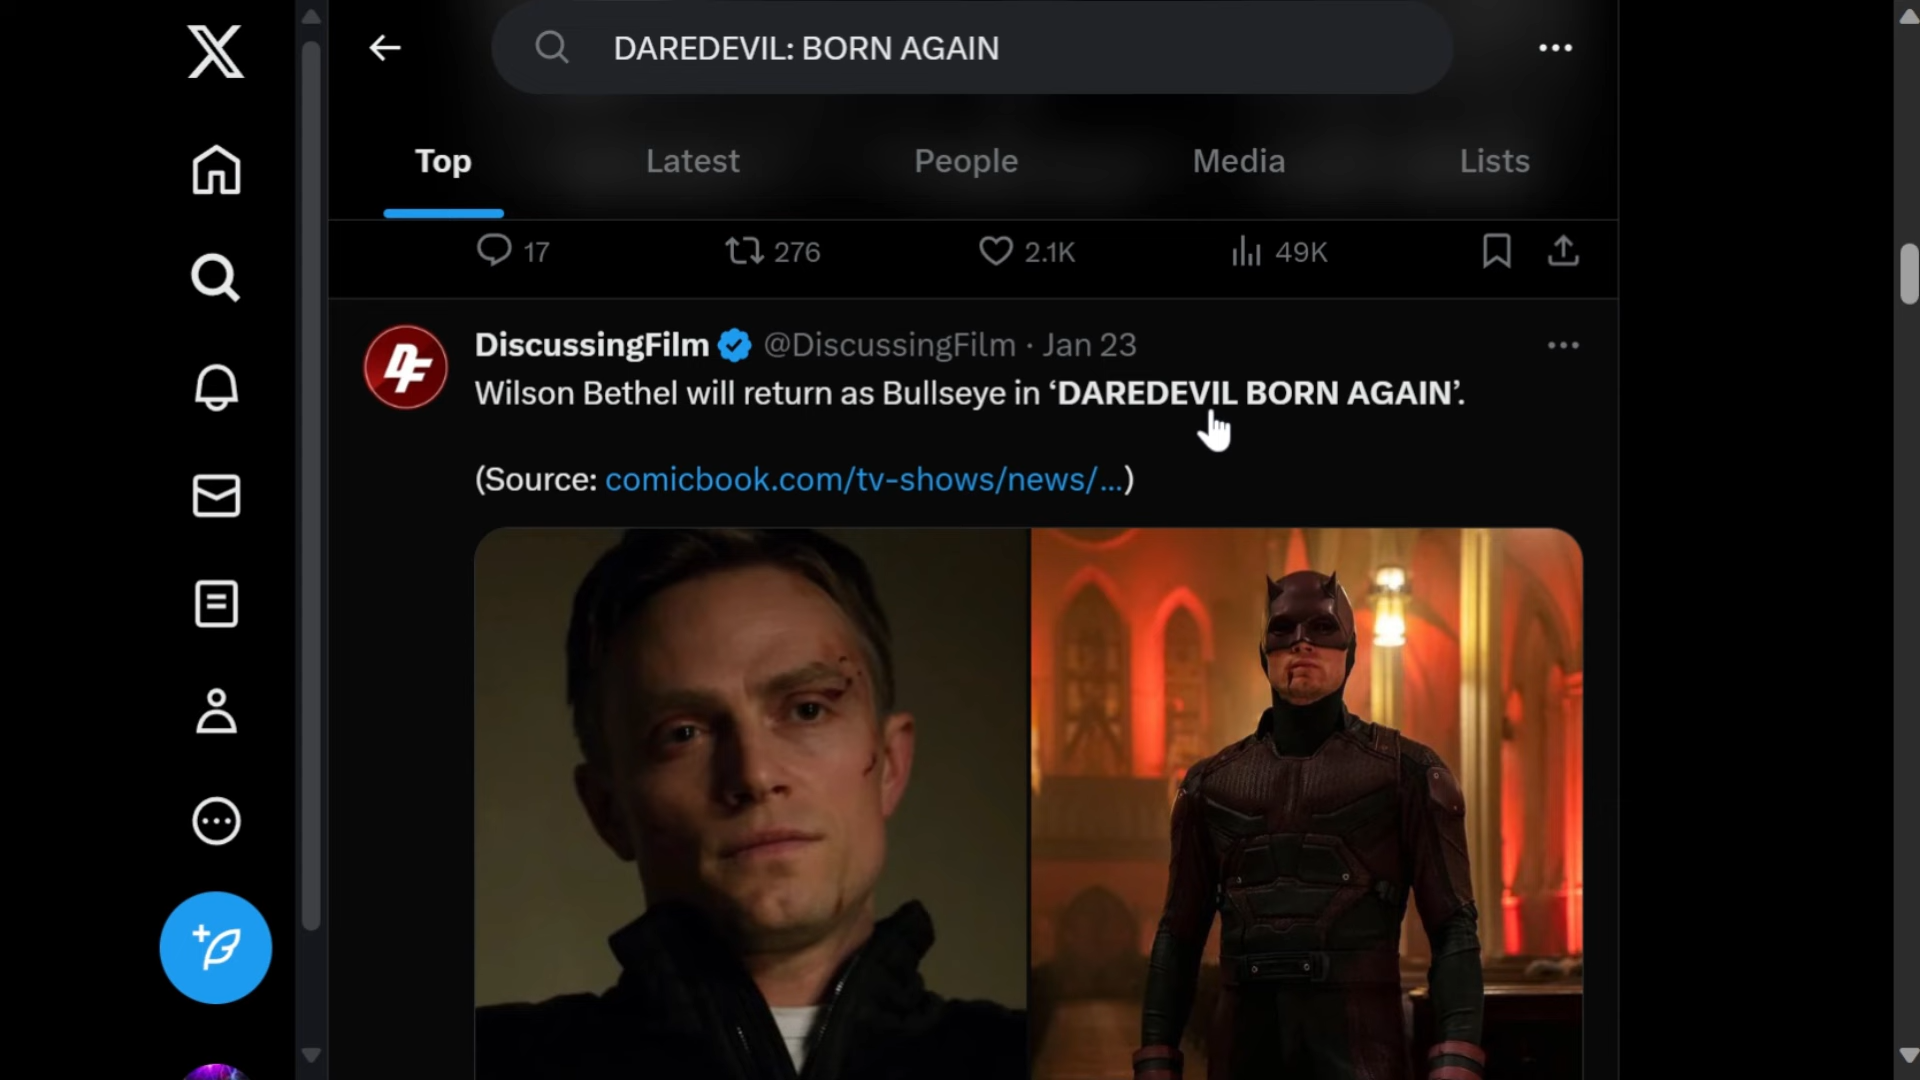 DAREDEVIL: BORN AGAIN
Top Latest People Media Lists
17 276 2.1K 49K
DiscussingFilm @DiscussingFilm · Jan 23
Wilson Bethel will return as Bullseye in ‘DAREDEVIL BORN AGAIN’.
(Source: comicbook.com/tv-shows/news/...)
DF